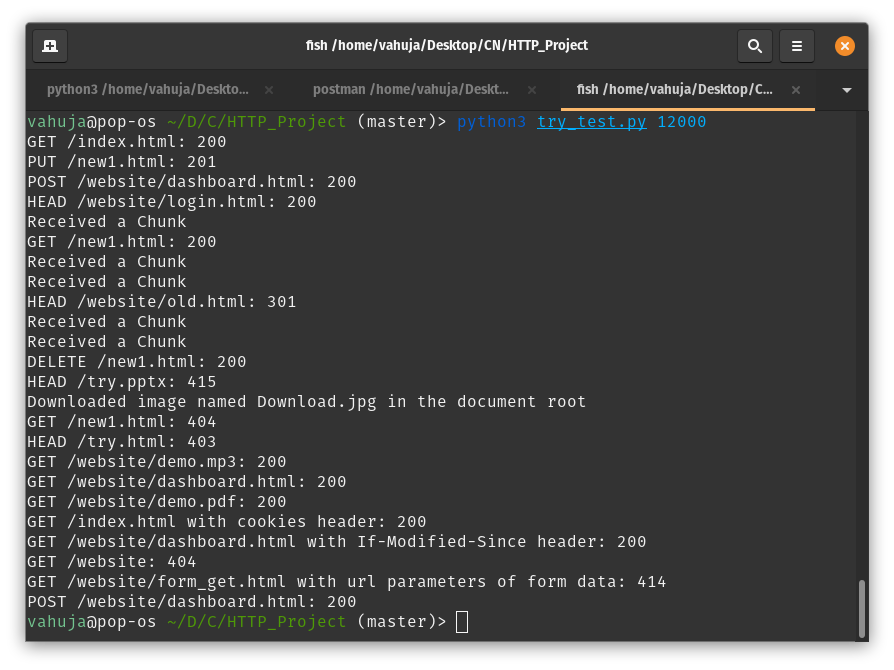 fish /home/vahuja/Desktop/CN/HTTP_Project
python3 /home/vahuja/Deskto...
postman /home/vahuja/Deskt...
fish /home/vahuja/Desktop/C...
vahuja@pop-os ~/D/C/HTTP_Project (master)> python3 try_test.py 12000
GET /index.html: 200
PUT /new1.html: 201
POST /website/dashboard.html: 200
HEAD /website/login.html: 200
Received a Chunk
GET /new1.html: 200
Received a Chunk
Received a Chunk
HEAD /website/old.html: 301
Received a Chunk
Received a Chunk
DELETE /new1.html: 200
HEAD /try.pptx: 415
Downloaded image named Download.jpg in the document root
GET /new1.html: 404
HEAD /try.html: 403
GET /website/demo.mp3: 200
GET /website/dashboard.html: 200
GET /website/demo.pdf: 200
GET /index.html with cookies header: 200
GET /website/dashboard.html with If-Modified-Since header: 200
GET /website: 404
GET /website/form_get.html with url parameters of form data: 414
POST /website/dashboard.html: 200
vahuja@pop-os ~/D/C/HTTP_Project (master)>